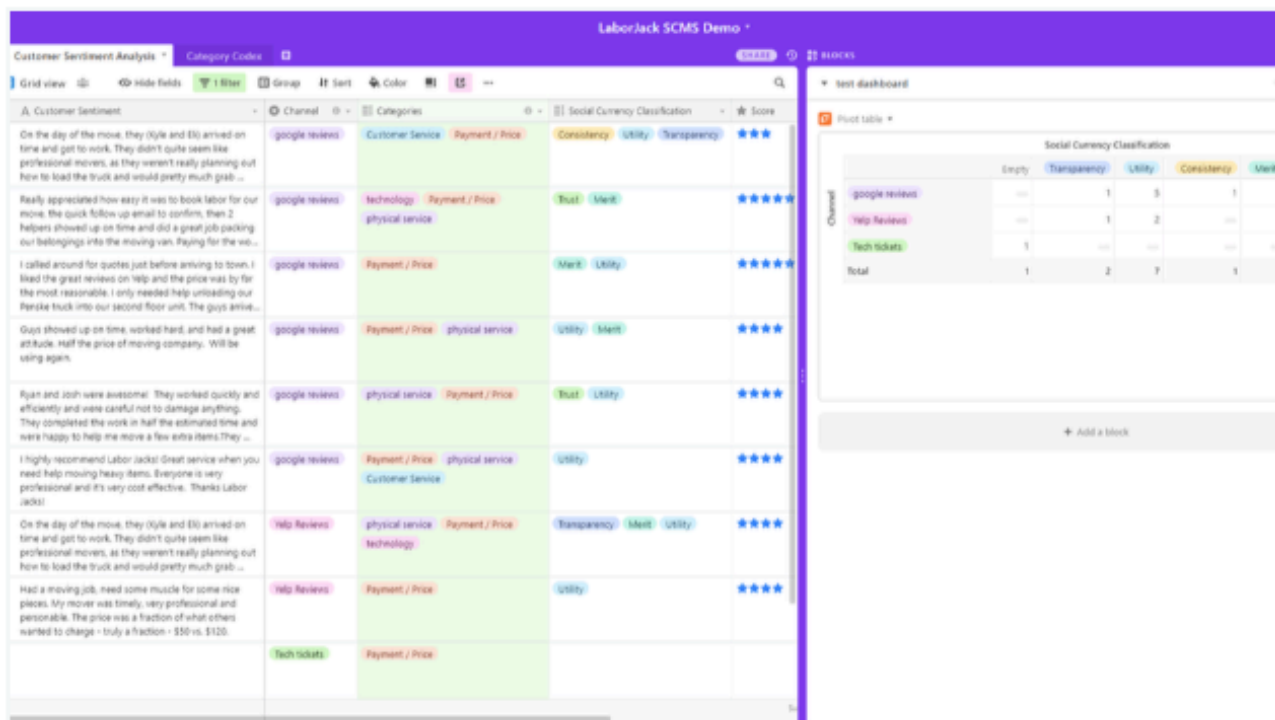 LaborJack SCMS Demo
Customer Sentiment Analysis Category Codex SHARE BLOCKS
Grid view Hide fields 1 filter Group Sort Color ...
test dashboard
A Customer Sentiment Channel Categories Social Currency Classification Score
On the day of the move, they (Kyle and Eli) arrived on
time and got to work. They didn't quite seem like
professional movers, as they weren't really planning out
how to load the truck and would pretty much grab ...
google reviews Customer Service Payment / Price Consistency Utility Transparency
Really appreciated how easy it was to book labor for our
move, the quick follow up email to confirm, then 2
helpers showed up on time and did a great job packing
our belongings into the moving van. Paying for the wo...
google reviews technology Payment / Price Trust Merit
physical service
I called around for quotes just before arriving to town. I
liked the great reviews on Yelp and the price was by far
the most reasonable. I only needed help unloading our
Penske truck into our second floor unit. The guys arrive...
google reviews Payment / Price Merit Utility
Guys showed up on time, worked hard, and had a great
attitude. Half the price of moving company. Will be
using again.
google reviews Payment / Price physical service Utility Merit
Ryan and Josh were awesome! They worked quickly and
efficiently and were careful not to damage anything.
They completed the work in half the estimated time and
were happy to help me move a few extra items.They ...
google reviews physical service Payment / Price Trust Utility
I highly recommend Labor Jacks! Great service when you
need help moving heavy items. Everyone is very
professional and it's very cost effective. Thanks Labor
Jacks!
google reviews Payment / Price physical service Utility
Customer Service
On the day of the move, they (Kyle and Eli) arrived on
time and got to work. They didn't quite seem like
professional movers, as they weren't really planning out
how to load the truck and would pretty much grab ...
Yelp Reviews physical service Payment / Price Transparency Merit Utility
technology
Had a moving job, need some muscle for some nice
pieces. My mover was timely, very professional and
personable. The price was a fraction of what others
wanted to charge - truly a fraction - $50 vs. $120.
Yelp Reviews Payment / Price Utility
Tech tickets Payment / Price
Pivot table
Social Currency Classification
Empty Transparency Utility Consistency Merit
Channel
google reviews -- 1 5 1
Yelp Reviews -- 1 2 --
Tech tickets 1 -- -- --
Total 1 2 7 1
+ Add a block